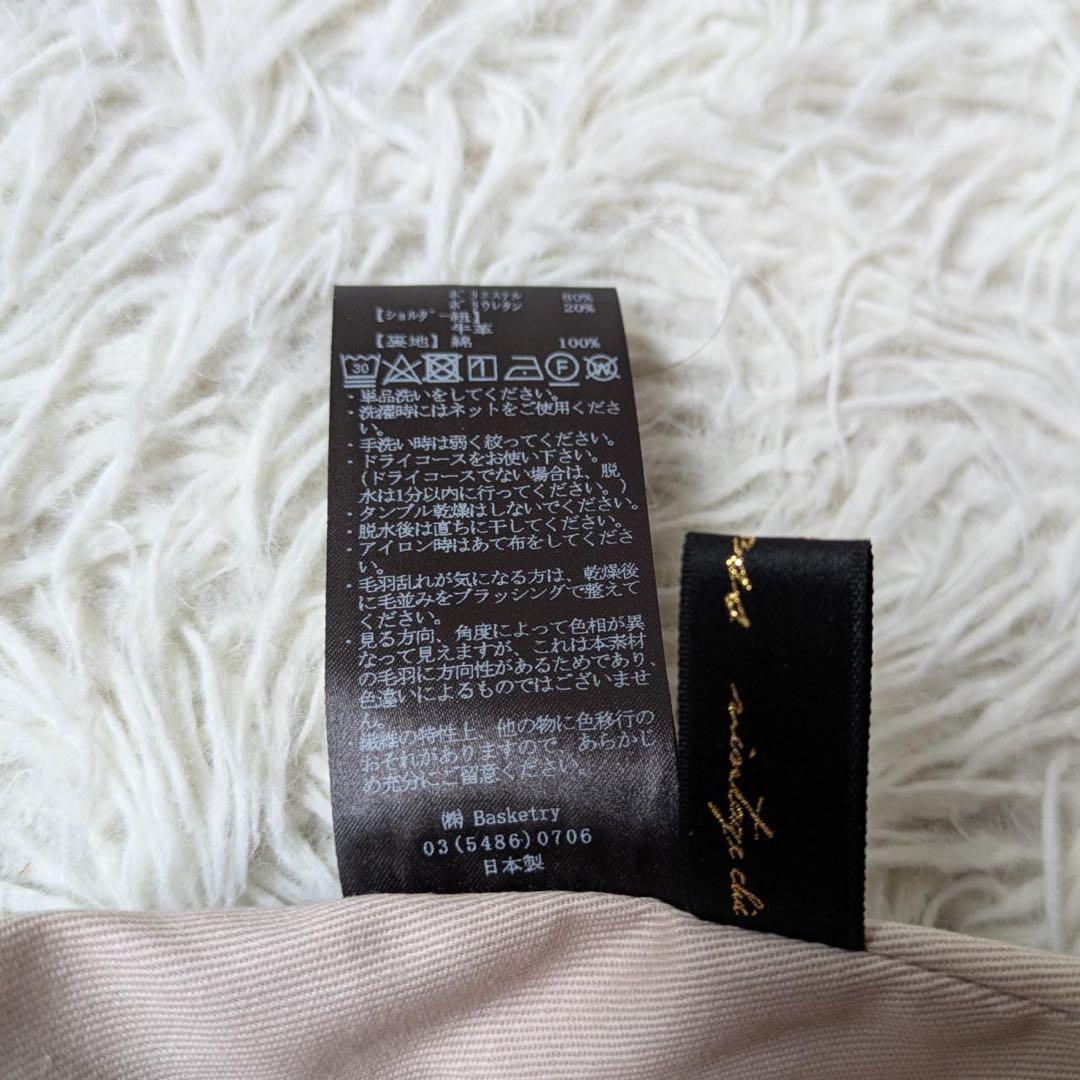 ポリエステル 80%
ポリウレタン 20%
【ショルダー紐】
牛革
【裏地】綿 100%
30
F
W
・単品洗いをしてください。
・洗濯時にはネットをご使用くださ
い。
・手洗い時は弱く絞ってください。
・ドライコースをお使い下さい。
(ドライコースでない場合は、脱
水は1分以内に行ってください。)
・タンブル乾燥はしないでください。
・脱水後は直ちに干してください。
・アイロン時はあて布をしてくださ
い。
・毛羽乱れが気になる方は、乾燥後
に毛並みをブラッシングで整えて
ください。
・見る方向、角度によって色相が異
なって見えますが、これは本素材
の毛羽に方向性があるためであり、
色違いによるものではございませ
ん。
・繊維の特性上、他の物に色移行の
おそれがありますので、あらかじ
め充分にご留意ください。
㈱ Basketry
03(5486)0706
日本製